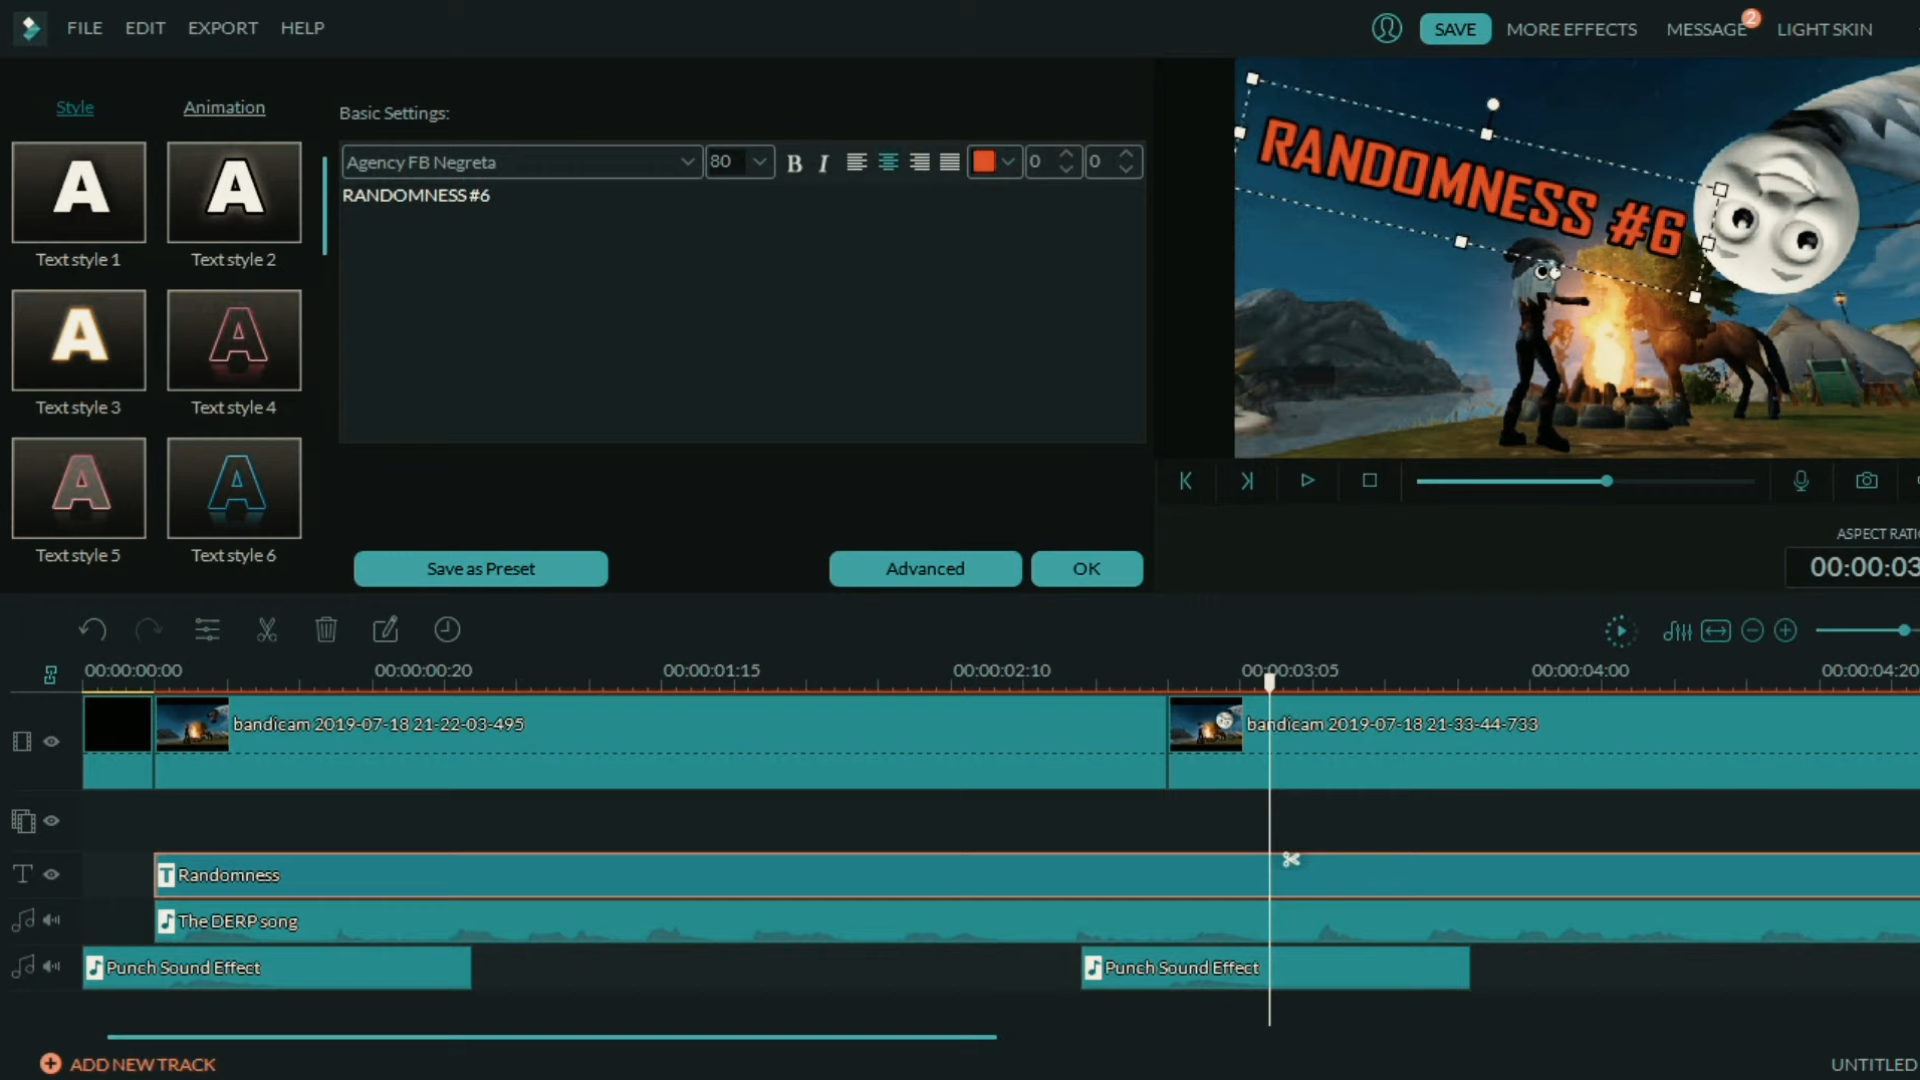 FILE EDIT EXPORT HELP
SAVE MORE EFFECTS MESSAGE 2 LIGHT SKIN
Style Animation
Basic Settings:
Agency FB Negreta 80 B I 0 0
RANDOMNESS #6
RANDOMNESS #6
A A
Text style 1 Text style 2
A A
Text style 3 Text style 4
A A
Text style 5 Text style 6
Save as Preset Advanced OK
ASPECT RATIO
00:00:03
00:00:00:00 00:00:00:20 00:00:01:15 00:00:02:10 00:00:03:05 00:00:04:00 00:00:04:20
bandicam 2019-07-18 21-22-03-495 bandicam 2019-07-18 21-33-44-733
T T Randomness
The DERP song
Punch Sound Effect Punch Sound Effect
ADD NEW TRACK
UNTITLED